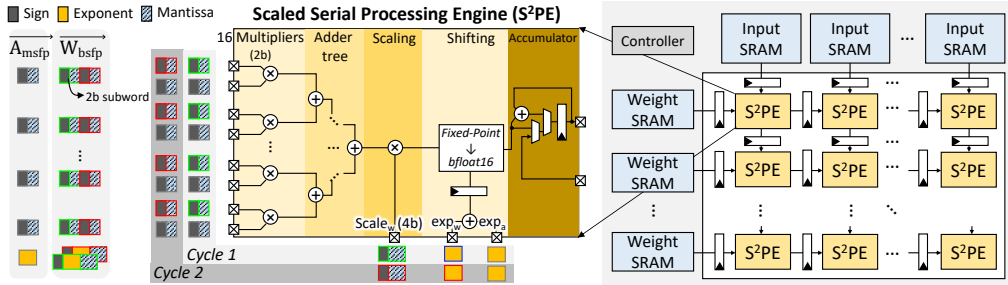 Sign
Exponent
Mantissa
A_msfp
W_bsfp
2b subword
Scaled Serial Processing Engine (S²PE)
16
Multipliers
(2b)
Adder
tree
Scaling
Shifting
Accumulator
...
Fixed-Point
↓
bfloat16
Scale_w (4b)
exp_w
exp_a
Cycle 1
Cycle 2
Controller
Input
SRAM
Input
SRAM
...
Input
SRAM
Weight
SRAM
S²PE
S²PE
...
S²PE
Weight
SRAM
S²PE
S²PE
...
S²PE
Weight
SRAM
S²PE
S²PE
...
S²PE